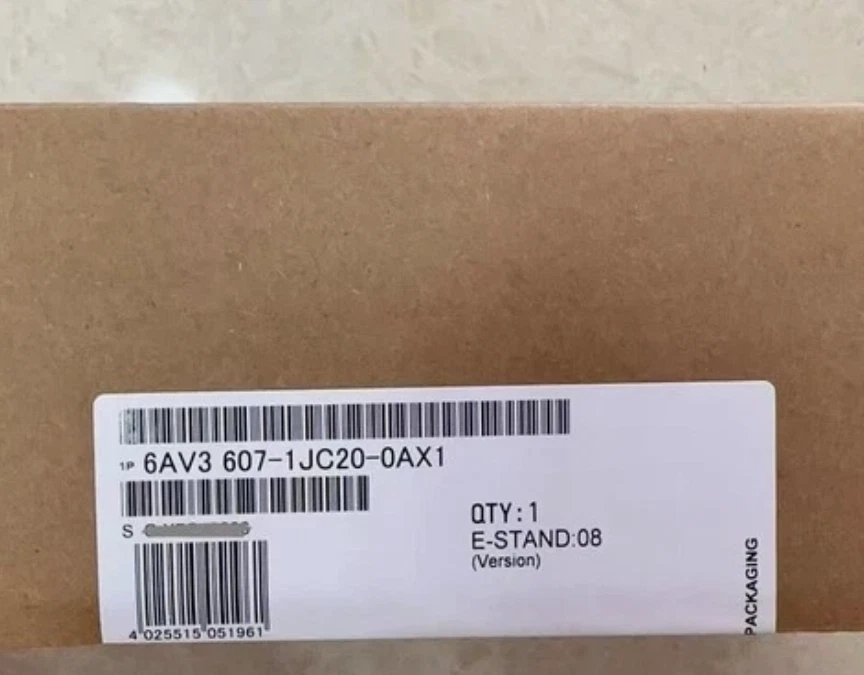 1P 6AV3 607-1JC20-0AX1
S
QTY:1
E-STAND:08
(Version)
4 025515 051961
PACKAGING